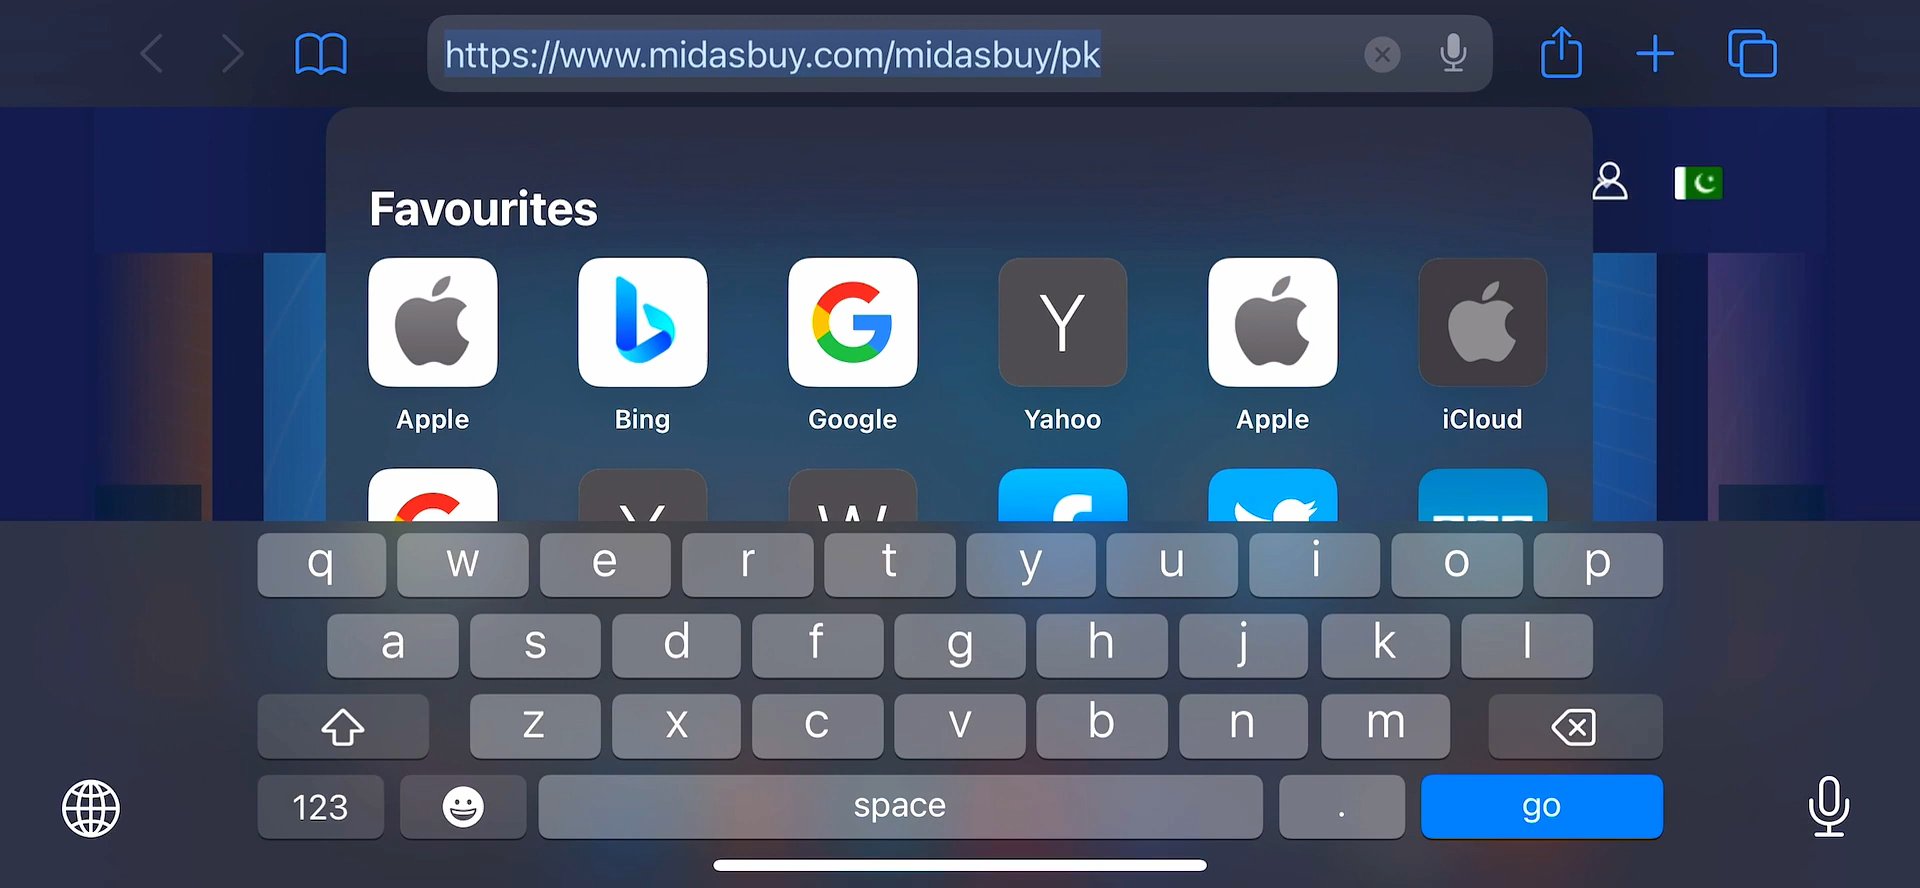 https://www.midasbuy.com/midasbuy/pk
Favourites
Apple Bing Google Yahoo Apple iCloud
q w e r t y u i o p
a s d f g h j k l
z x c v b n m
123 space . go